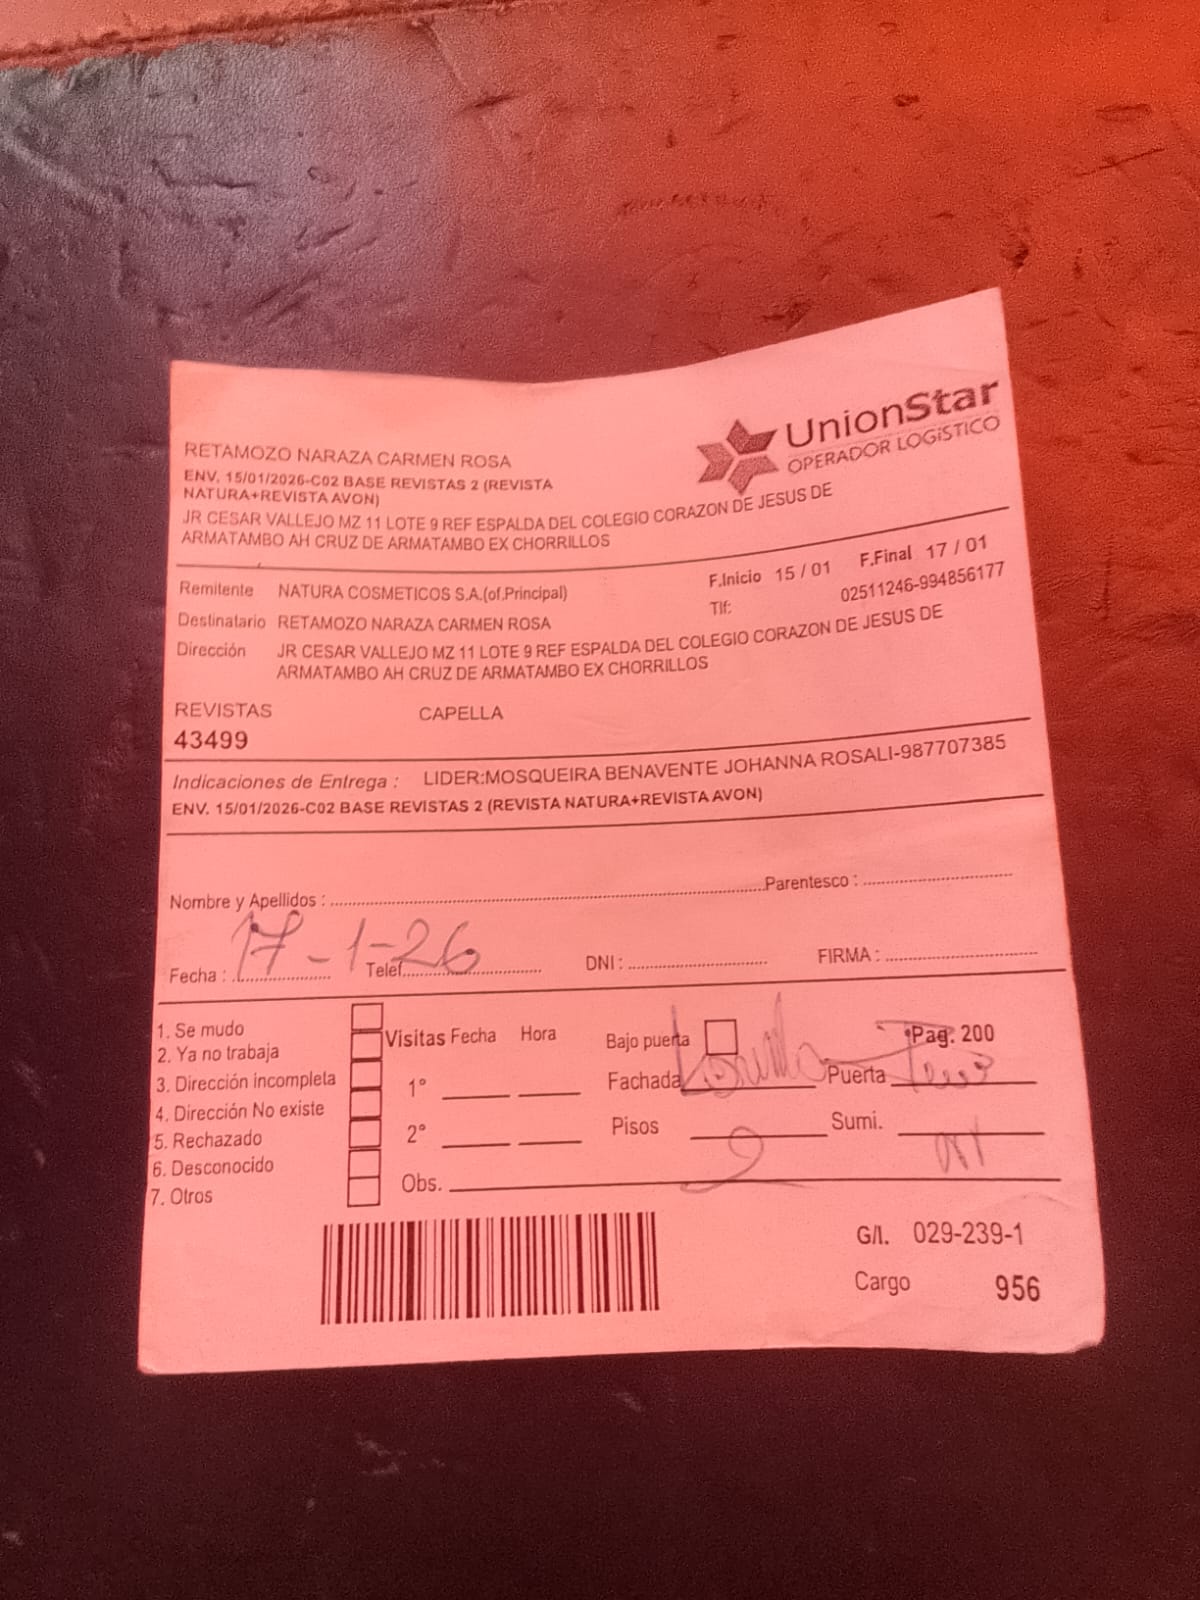 UnionStar
OPERADOR LOGÍSTICO
RETAMOZO NARAZA CARMEN ROSA
ENV. 15/01/2026-C02 BASE REVISTAS 2 (REVISTA
NATURA+REVISTA AVON)
JR CESAR VALLEJO MZ 11 LOTE 9 REF ESPALDA DEL COLEGIO CORAZON DE JESUS DE
ARMATAMBO AH CRUZ DE ARMATAMBO EX CHORRILLOS
Remitente NATURA COSMETICOS S.A.(of.Principal) F.Inicio 15 / 01 F.Final 17 / 01
Tlf: 02511246-994856177
Destinatario RETAMOZO NARAZA CARMEN ROSA
Dirección JR CESAR VALLEJO MZ 11 LOTE 9 REF ESPALDA DEL COLEGIO CORAZON DE JESUS DE
ARMATAMBO AH CRUZ DE ARMATAMBO EX CHORRILLOS
REVISTAS CAPELLA
43499
Indicaciones de Entrega : LIDER:MOSQUEIRA BENAVENTE JOHANNA ROSALI-987707385
ENV. 15/01/2026-C02 BASE REVISTAS 2 (REVISTA NATURA+REVISTA AVON)
Nombre y Apellidos : Parentesco :
Fecha : 17-1-26 Telef. DNI : FIRMA :
1. Se mudo
2. Ya no trabaja
3. Dirección incompleta
4. Dirección No existe
5. Rechazado
6. Desconocido
7. Otros
Visitas Fecha Hora
1°
2°
Obs.
Bajo puerta Pag. 200
Fachada Puerta
Pisos 2 Sumi.
G/I. 029-239-1
Cargo 956